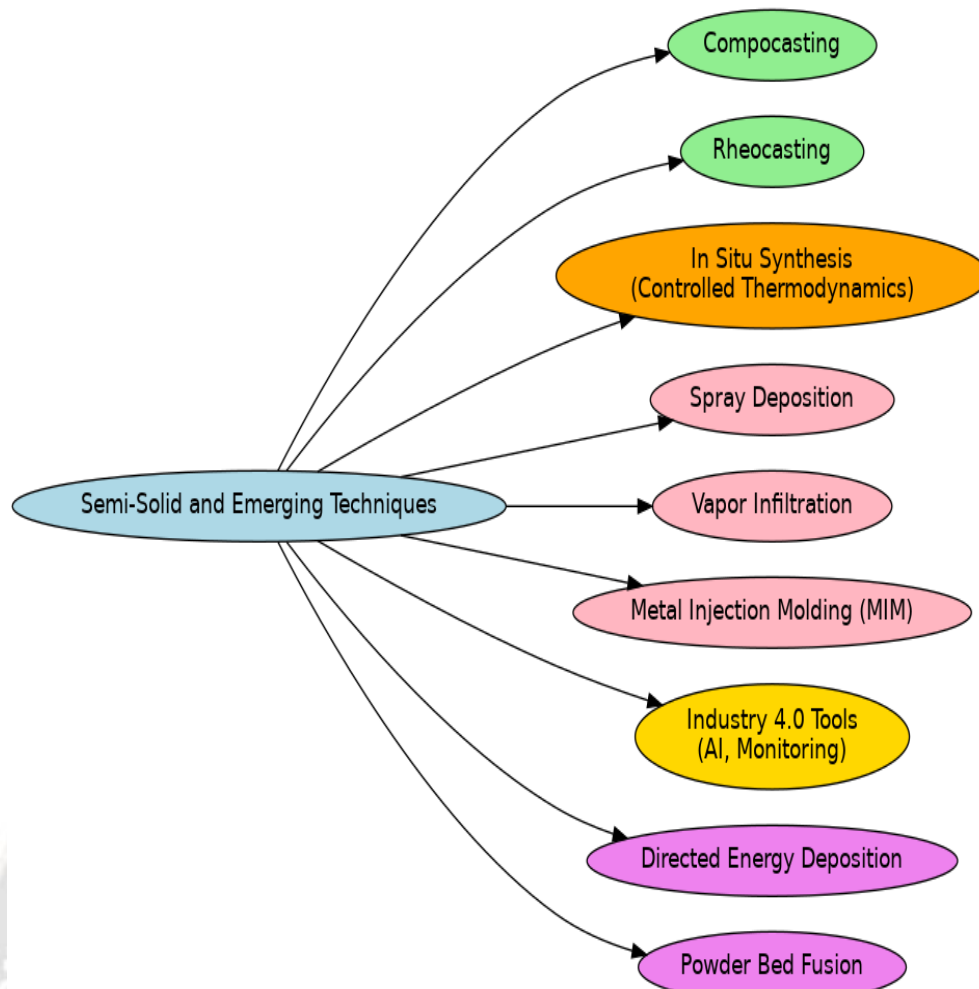 Compocasting
Rheocasting
In Situ Synthesis
(Controlled Thermodynamics)
Spray Deposition
Semi-Solid and Emerging Techniques
Vapor Infiltration
Metal Injection Molding (MIM)
Industry 4.0 Tools
(AI, Monitoring)
Directed Energy Deposition
Powder Bed Fusion